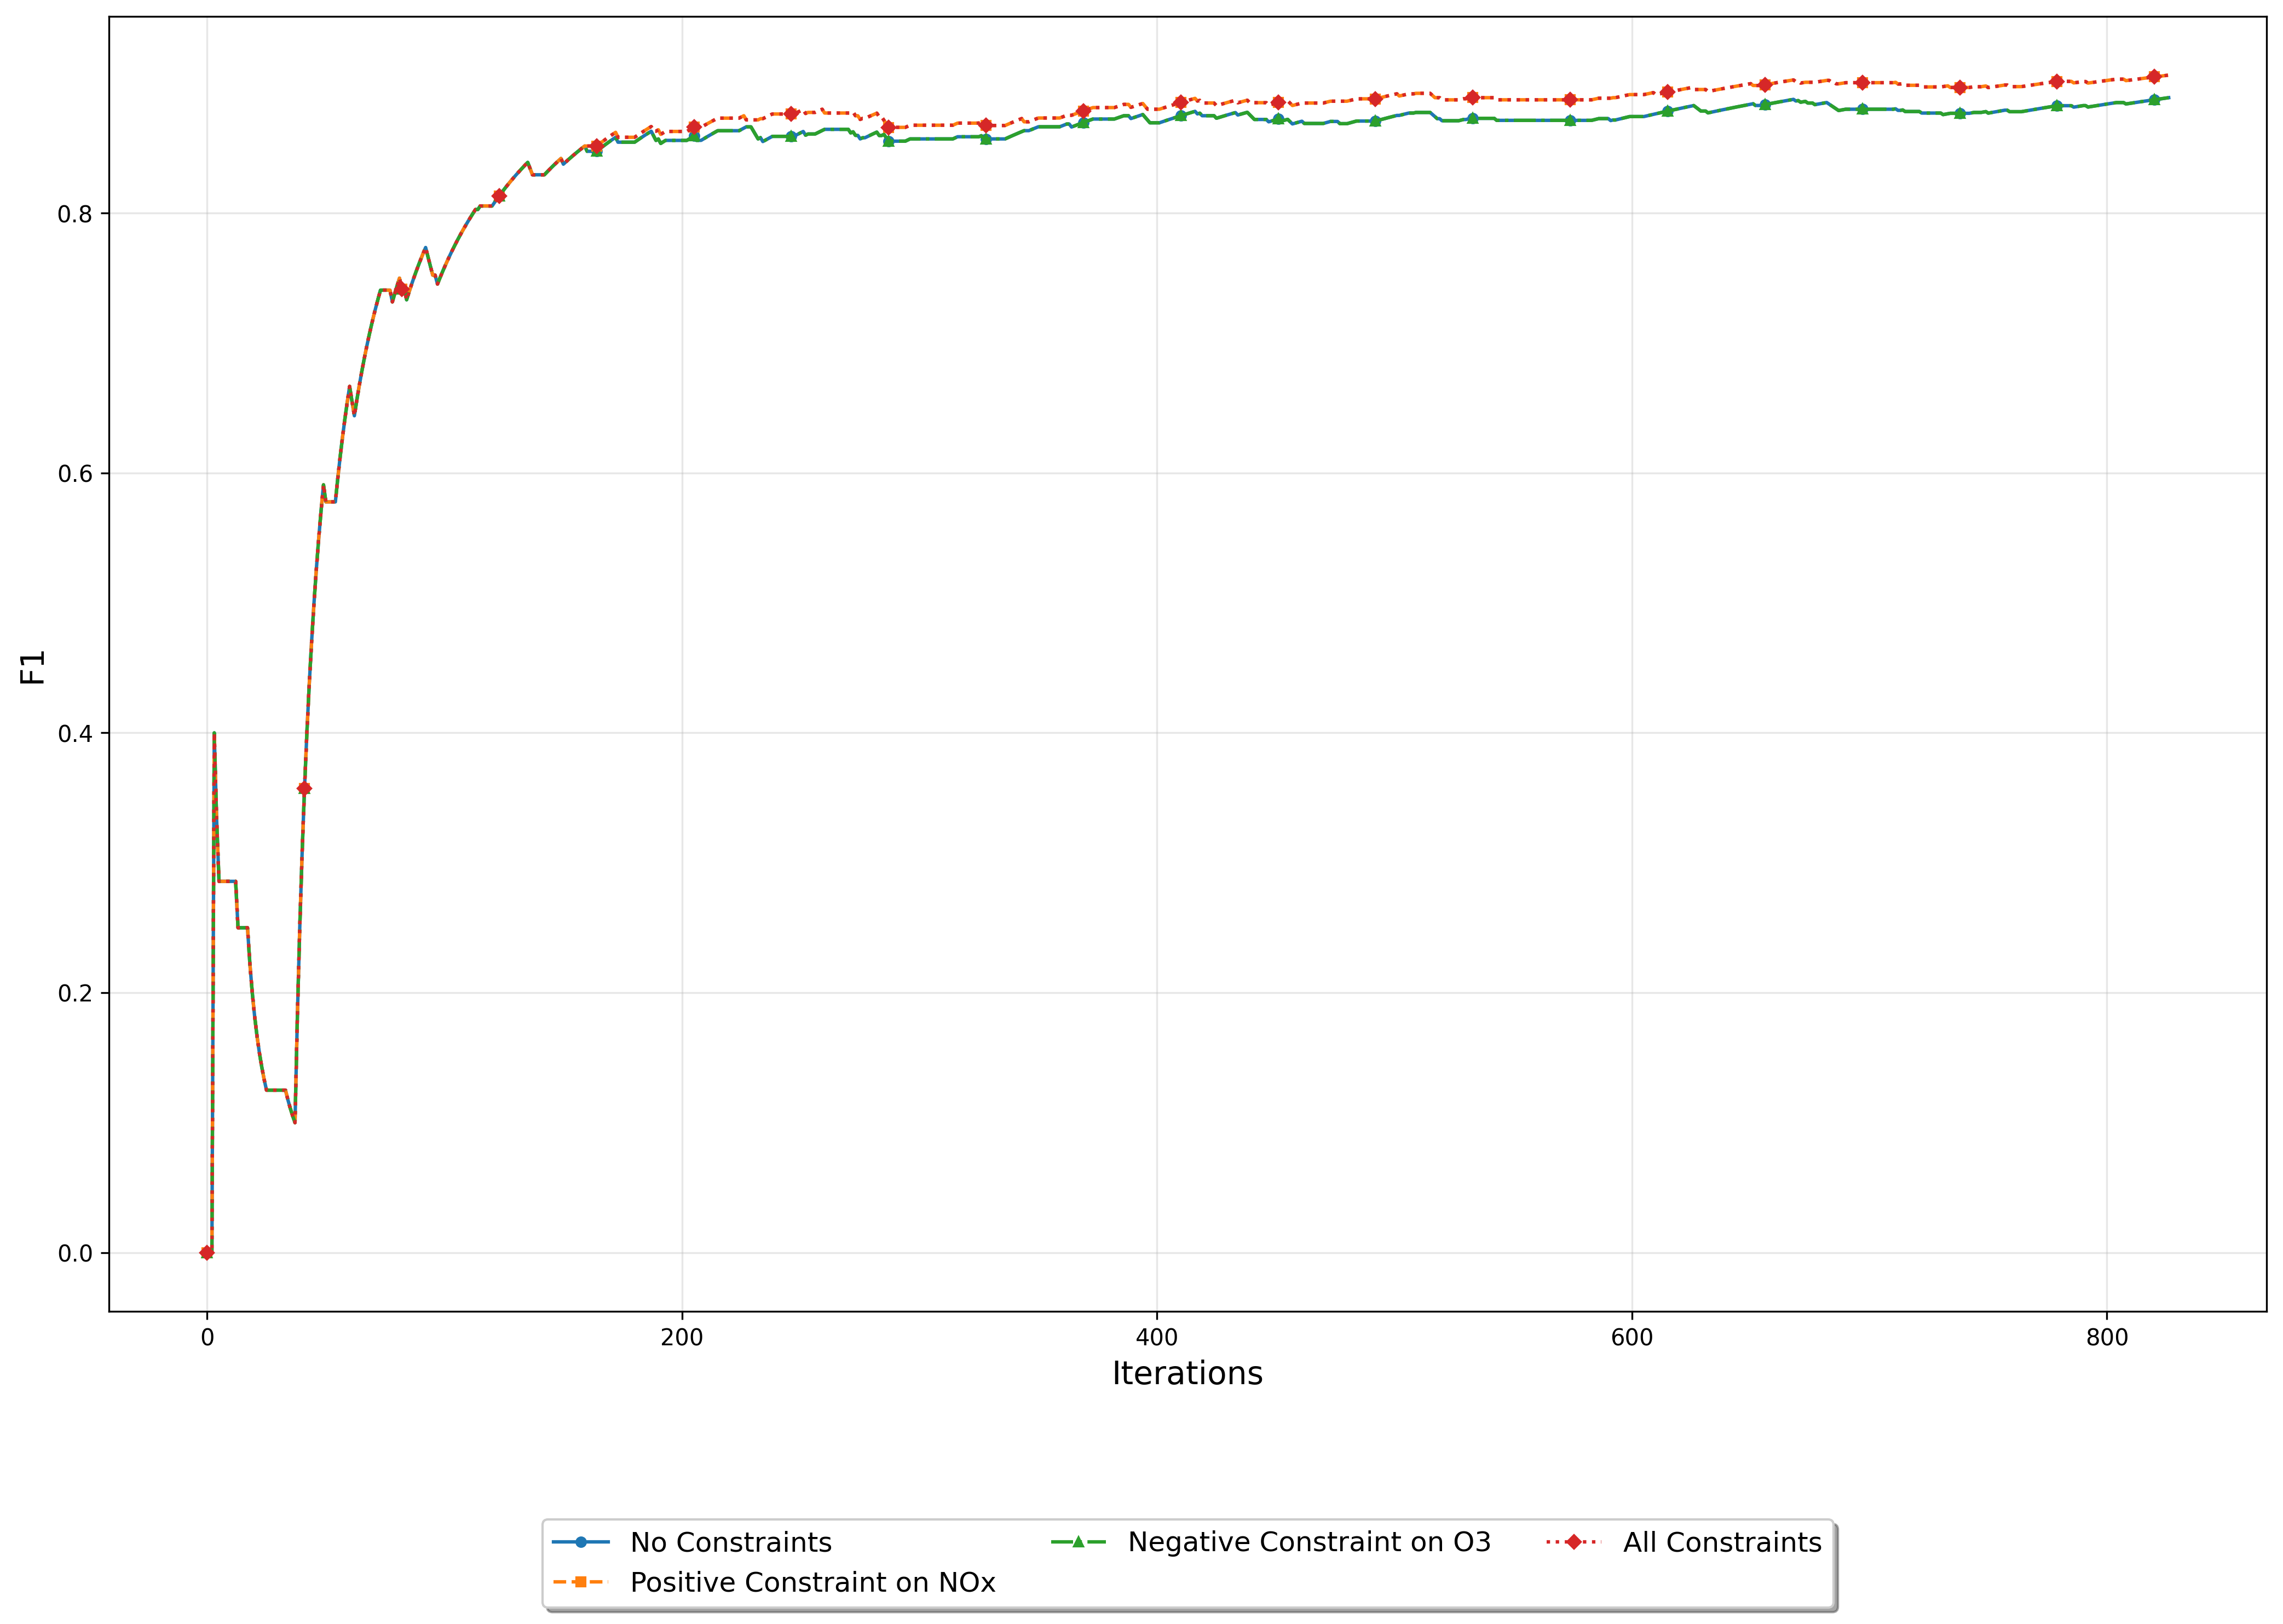 0.8
0.6
0.4
0.2
0.0
F1
0 200 400 600 800
Iterations
No Constraints
Positive Constraint on NOx
Negative Constraint on O3
All Constraints